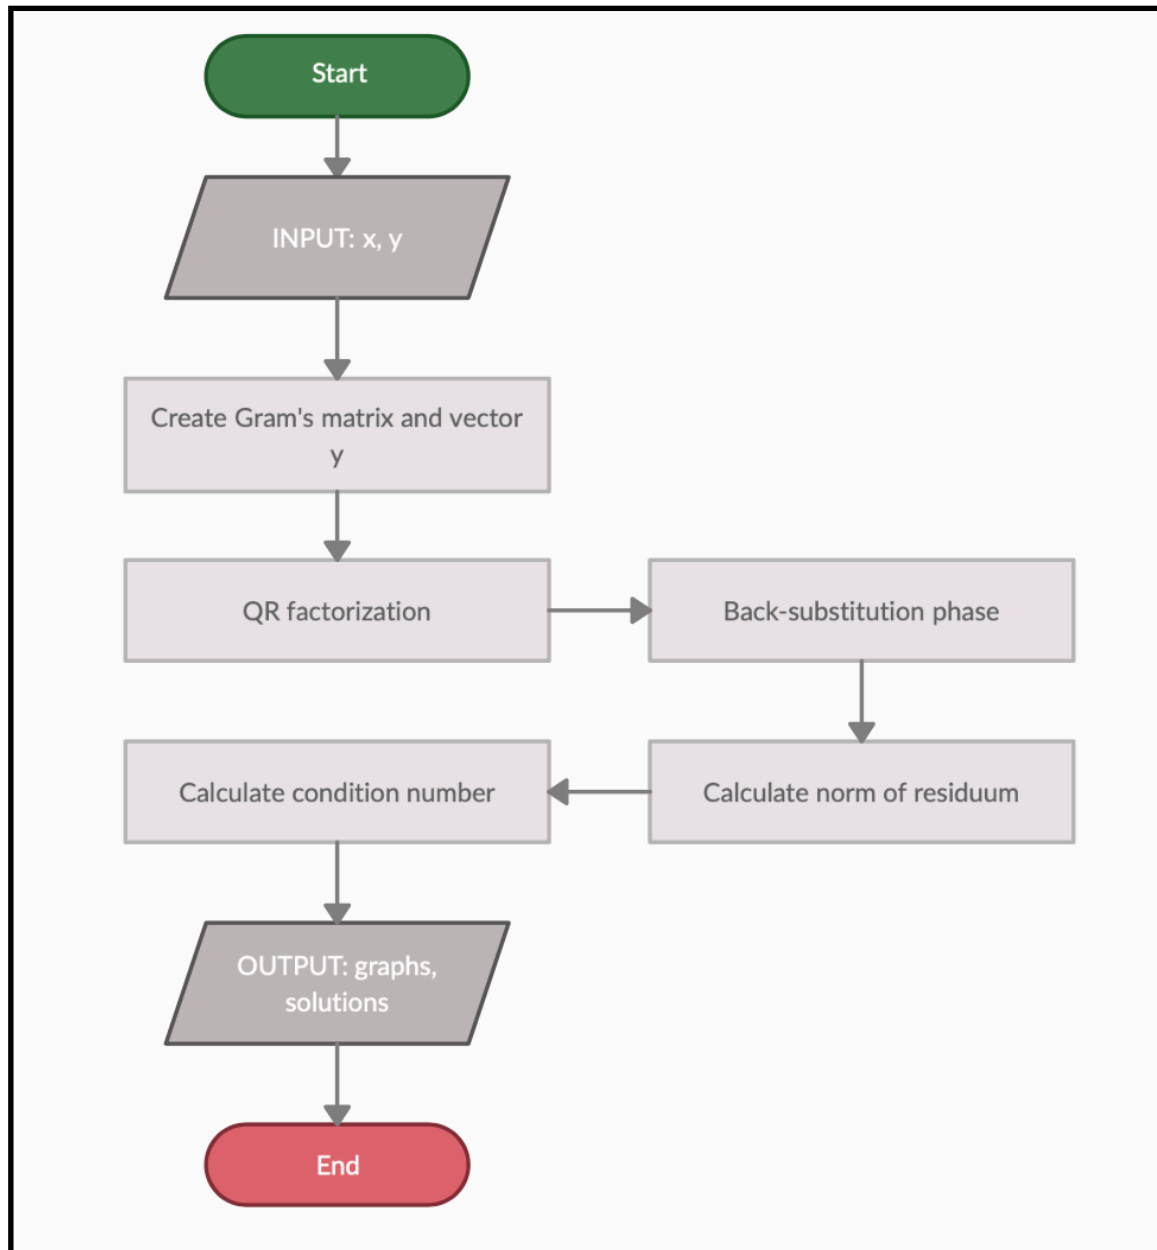 Start
INPUT: x, y
Create Gram's matrix and vector
y
QR factorization
Back-substitution phase
Calculate norm of residuum
Calculate condition number
OUTPUT: graphs,
solutions
End